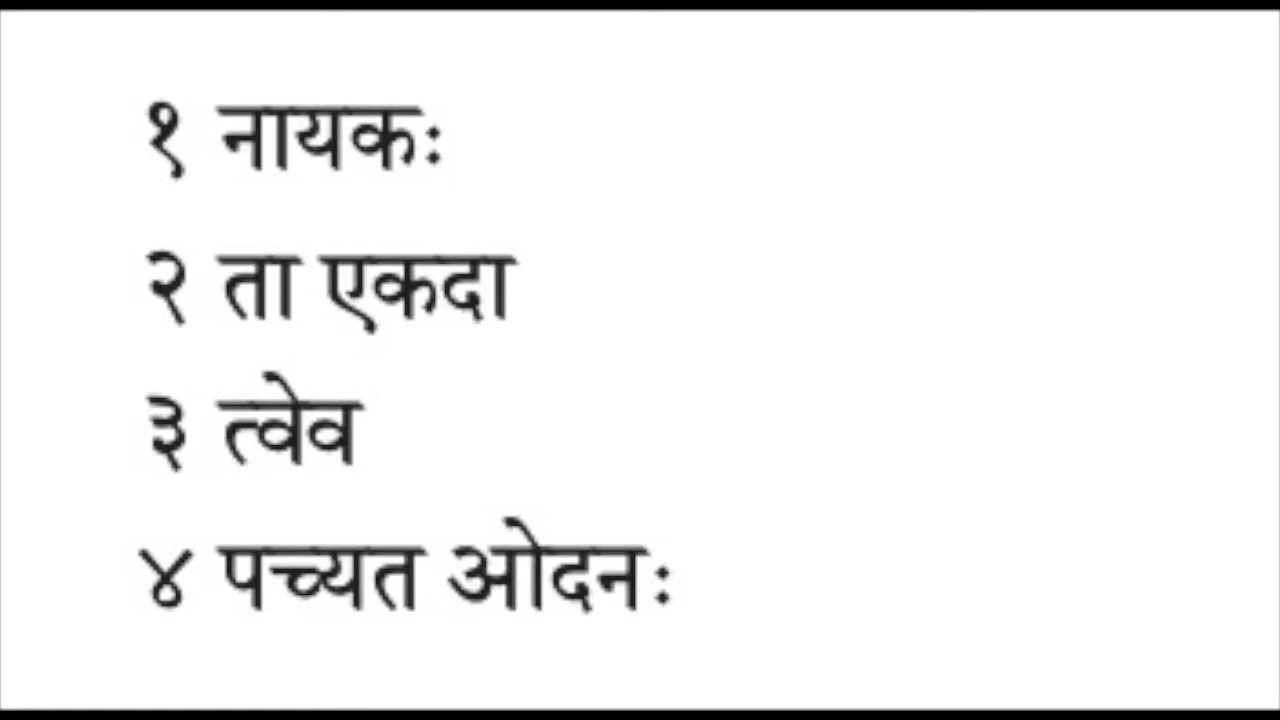 १ नायकः
२ ता एकदा
३ त्वेव
४ पच्यत ओदनः